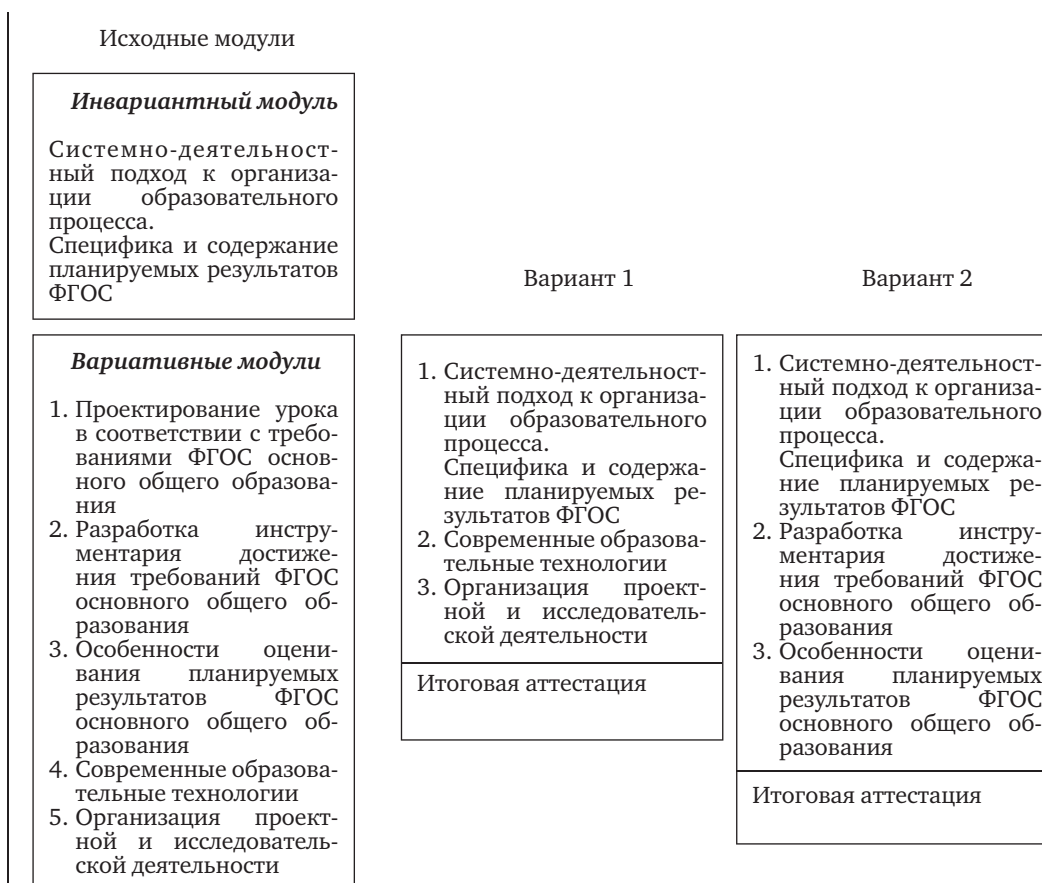 Исходные модули
Инвариантный модуль
Системно-деятельност-
ный подход к организа-
ции образовательного
процесса.
Специфика и содержание
планируемых результатов
ФГОС
Вариативные модули
1. Проектирование урока
в соответствии с требо-
ваниями ФГОС основ-
ного общего образова-
ния
2. Разработка инстру-
ментария достиже-
ния требований ФГОС
основного общего об-
разования
3. Особенности оцени-
вания планируемых
результатов ФГОС
основного общего об-
разования
4. Современные образова-
тельные технологии
5. Организация проект-
ной и исследователь-
ской деятельности
Вариант 1
1. Системно-деятельност-
ный подход к организа-
ции образовательного
процесса.
Специфика и содержа-
ние планируемых ре-
зультатов ФГОС
2. Современные образова-
тельные технологии
3. Организация проект-
ной и исследователь-
ской деятельности
Итоговая аттестация
Вариант 2
1. Системно-деятельност-
ный подход к организа-
ции образовательного
процесса.
Специфика и содержа-
ние планируемых ре-
зультатов ФГОС
2. Разработка инстру-
ментария достиже-
ния требований ФГОС
основного общего об-
разования
3. Особенности оцени-
вания планируемых
результатов ФГОС
основного общего об-
разования
Итоговая аттестация